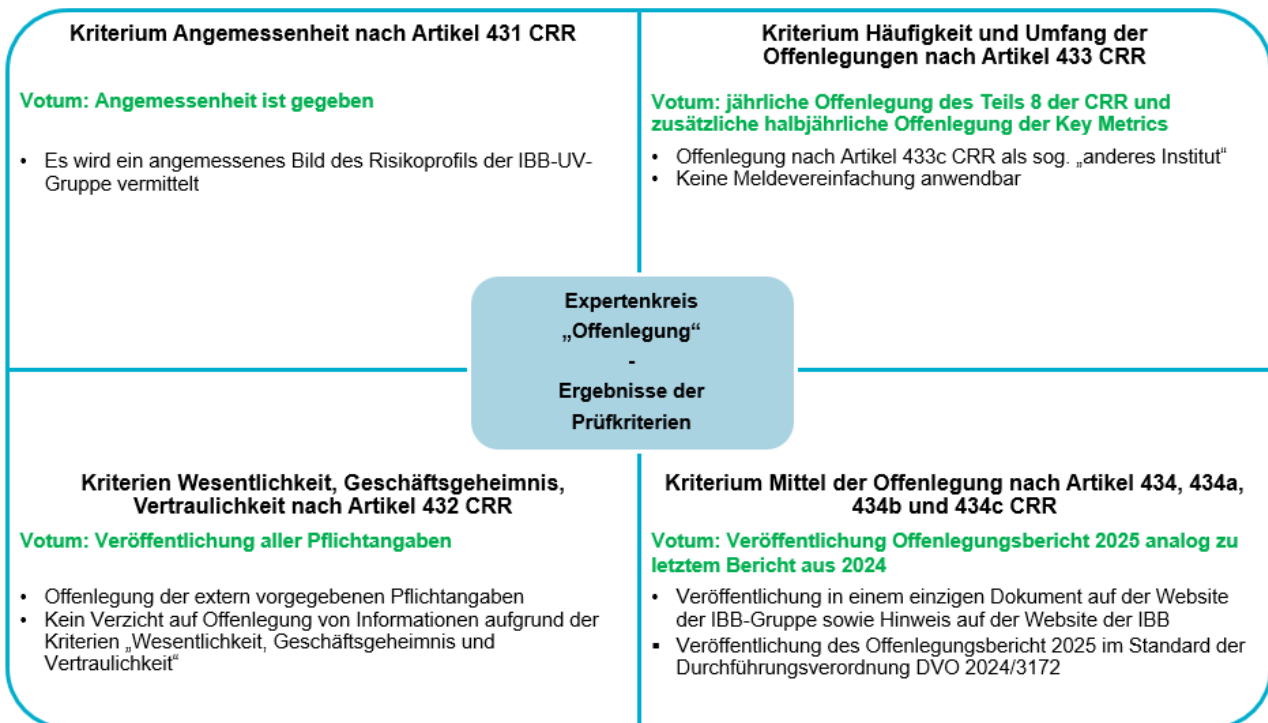 Kriterium Angemessenheit nach Artikel 431 CRR
Votum: Angemessenheit ist gegeben
• Es wird ein angemessenes Bild des Risikoprofils der IBB-UV-
Gruppe vermittelt
Kriterium Häufigkeit und Umfang der
Offenlegungen nach Artikel 433 CRR
Votum: jährliche Offenlegung des Teils 8 der CRR und
zusätzliche halbjährliche Offenlegung der Key Metrics
• Offenlegung nach Artikel 433c CRR als sog. „anderes Institut“
• Keine Meldevereinfachung anwendbar
Expertenkreis
„Offenlegung“
-
Ergebnisse der
Prüfkriterien
Kriterien Wesentlichkeit, Geschäftsgeheimnis,
Vertraulichkeit nach Artikel 432 CRR
Votum: Veröffentlichung aller Pflichtangaben
• Offenlegung der extern vorgegebenen Pflichtangaben
• Kein Verzicht auf Offenlegung von Informationen aufgrund der
Kriterien „Wesentlichkeit, Geschäftsgeheimnis und
Vertraulichkeit“
Kriterium Mittel der Offenlegung nach Artikel 434, 434a,
434b und 434c CRR
Votum: Veröffentlichung Offenlegungsbericht 2025 analog zu
letztem Bericht aus 2024
• Veröffentlichung in einem einzigen Dokument auf der Website
der IBB-Gruppe sowie Hinweis auf der Website der IBB
▪ Veröffentlichung des Offenlegungsbericht 2025 im Standard der
Durchführungsverordnung DVO 2024/3172